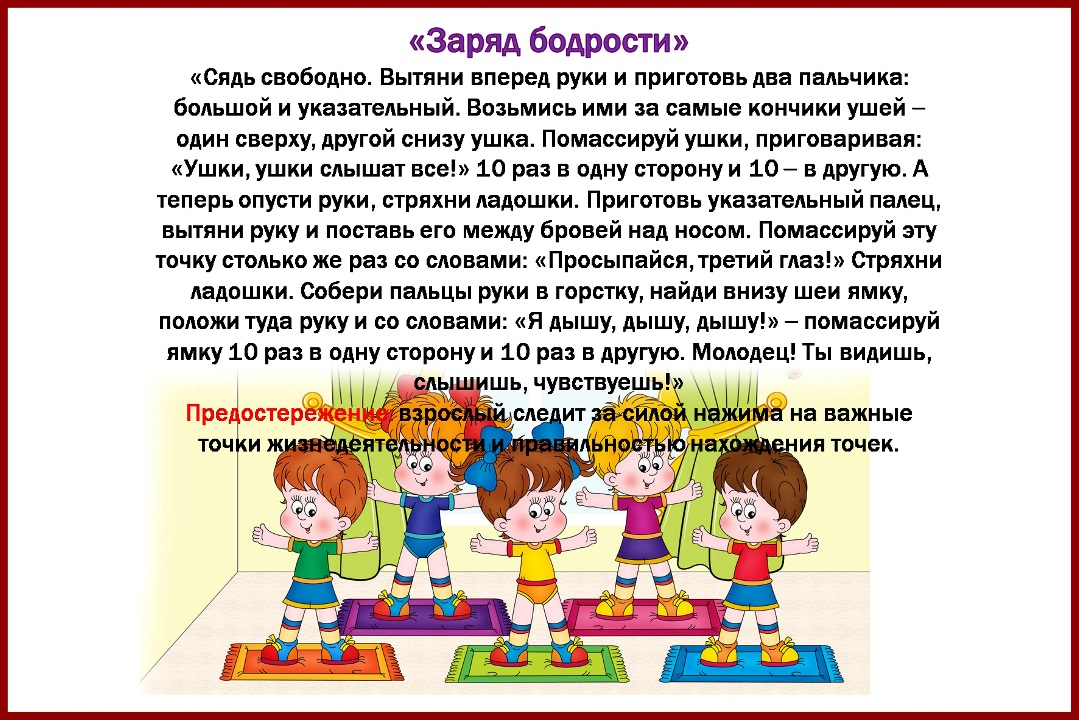 «Заряд бодрости»
«Сядь свободно. Вытяни вперед руки и приготовь два пальчика:
большой и указательный. Возьмись ими за самые кончики ушей –
один сверху, другой снизу ушка. Помассируй ушки, приговаривая:
«Ушки, ушки слышат все!» 10 раз в одну сторону и 10 – в другую. А
теперь опусти руки, стряхни ладошки. Приготовь указательный палец,
вытяни руку и поставь его между бровей над носом. Помассируй эту
точку столько же раз со словами: «Просыпайся, третий глаз!» Стряхни
ладошки. Собери пальцы руки в горстку, найди внизу шеи ямку,
положи туда руку и со словами: «Я дышу, дышу, дышу!» – помассируй
ямку 10 раз в одну сторону и 10 раз в другую. Молодец! Ты видишь,
слышишь, чувствуешь!»
Предостережение: взрослый следит за силой нажима на важные
точки жизнедеятельности и правильностью нахождения точек.